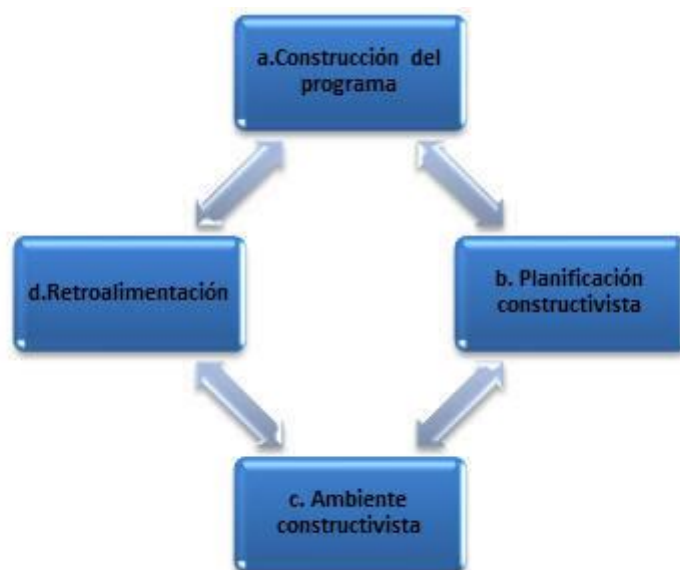 a.Construcción del
programa
d.Retroalimentación
b. Planificación
constructivista
c. Ambiente
constructivista